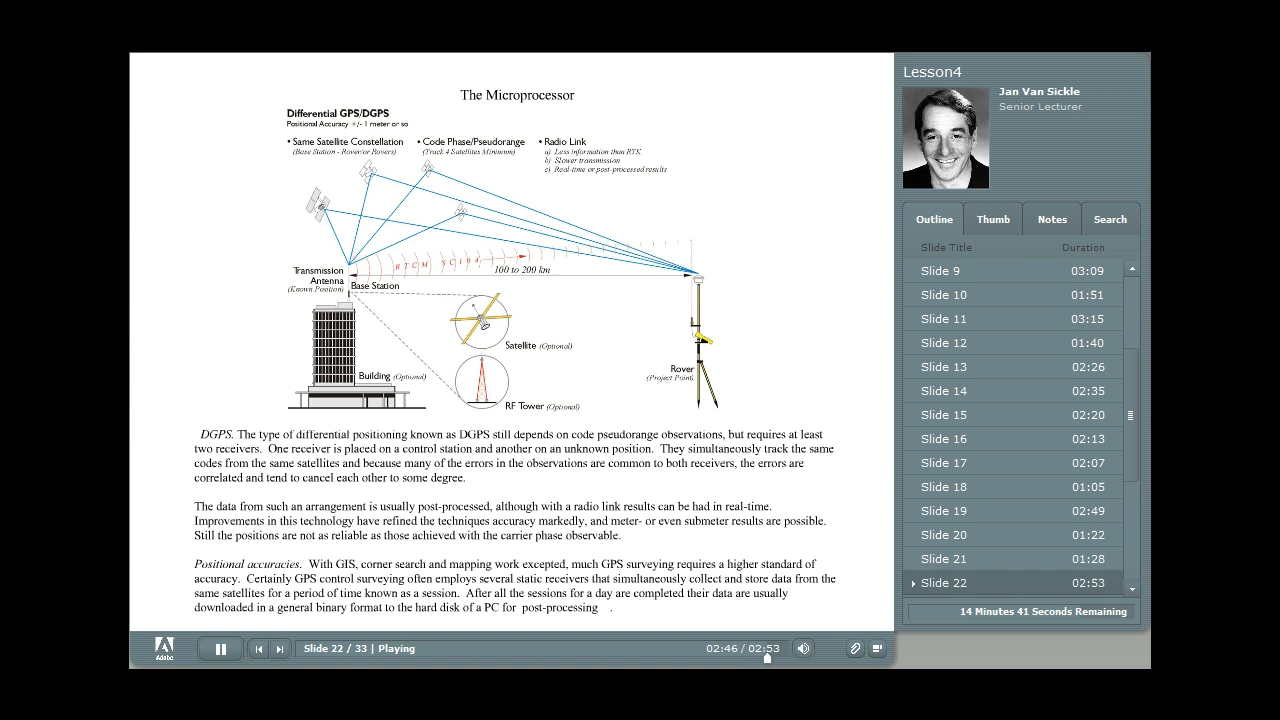 The Microprocessor
Differential GPS/DGPS
Positional Accuracy +/- 1 meter or so
• Same Satellite Constellation
(Base Station - Rover/or Rovers)
• Code Phase/Pseudorange
(Track 4 Satellites Minimum)
• Radio Link
a) Less information than RTK
b) Slower transmission
c) Real-time or post-processed results
RTCM SC104
100 to 200 km
Transmission
Antenna
(Known Position)
Base Station
Satellite (Optional)
Building (Optional)
RF Tower (Optional)
Rover
(Project Point)
DGPS. The type of differential positioning known as DGPS still depends on code pseudorange observations, but requires at least
two receivers. One receiver is placed on a control station and another on an unknown position. They simultaneously track the same
codes from the same satellites and because many of the errors in the observations are common to both receivers, the errors are
correlated and tend to cancel each other to some degree.
The data from such an arrangement is usually post-processed, although with a radio link results can be had in real-time.
Improvements in this technology have refined the techniques accuracy markedly, and meter- or even submeter results are possible.
Still the positions are not as reliable as those achieved with the carrier phase observable.
Positional accuracies. With GIS, corner search and mapping work excepted, much GPS surveying requires a higher standard of
accuracy. Certainly GPS control surveying often employs several static receivers that simultaneously collect and store data from the
same satellites for a period of time known as a session. After all the sessions for a day are completed their data are usually
downloaded in a general binary format to the hard disk of a PC for post-processing .
Adobe
Slide 22 / 33 | Playing
02:46 / 02:53
Lesson4
Jan Van Sickle
Senior Lecturer
Outline Thumb Notes Search
Slide Title Duration
Slide 9 03:09
Slide 10 01:51
Slide 11 03:15
Slide 12 01:40
Slide 13 02:26
Slide 14 02:35
Slide 15 02:20
Slide 16 02:13
Slide 17 02:07
Slide 18 01:05
Slide 19 02:49
Slide 20 01:22
Slide 21 01:28
Slide 22 02:53
14 Minutes 41 Seconds Remaining